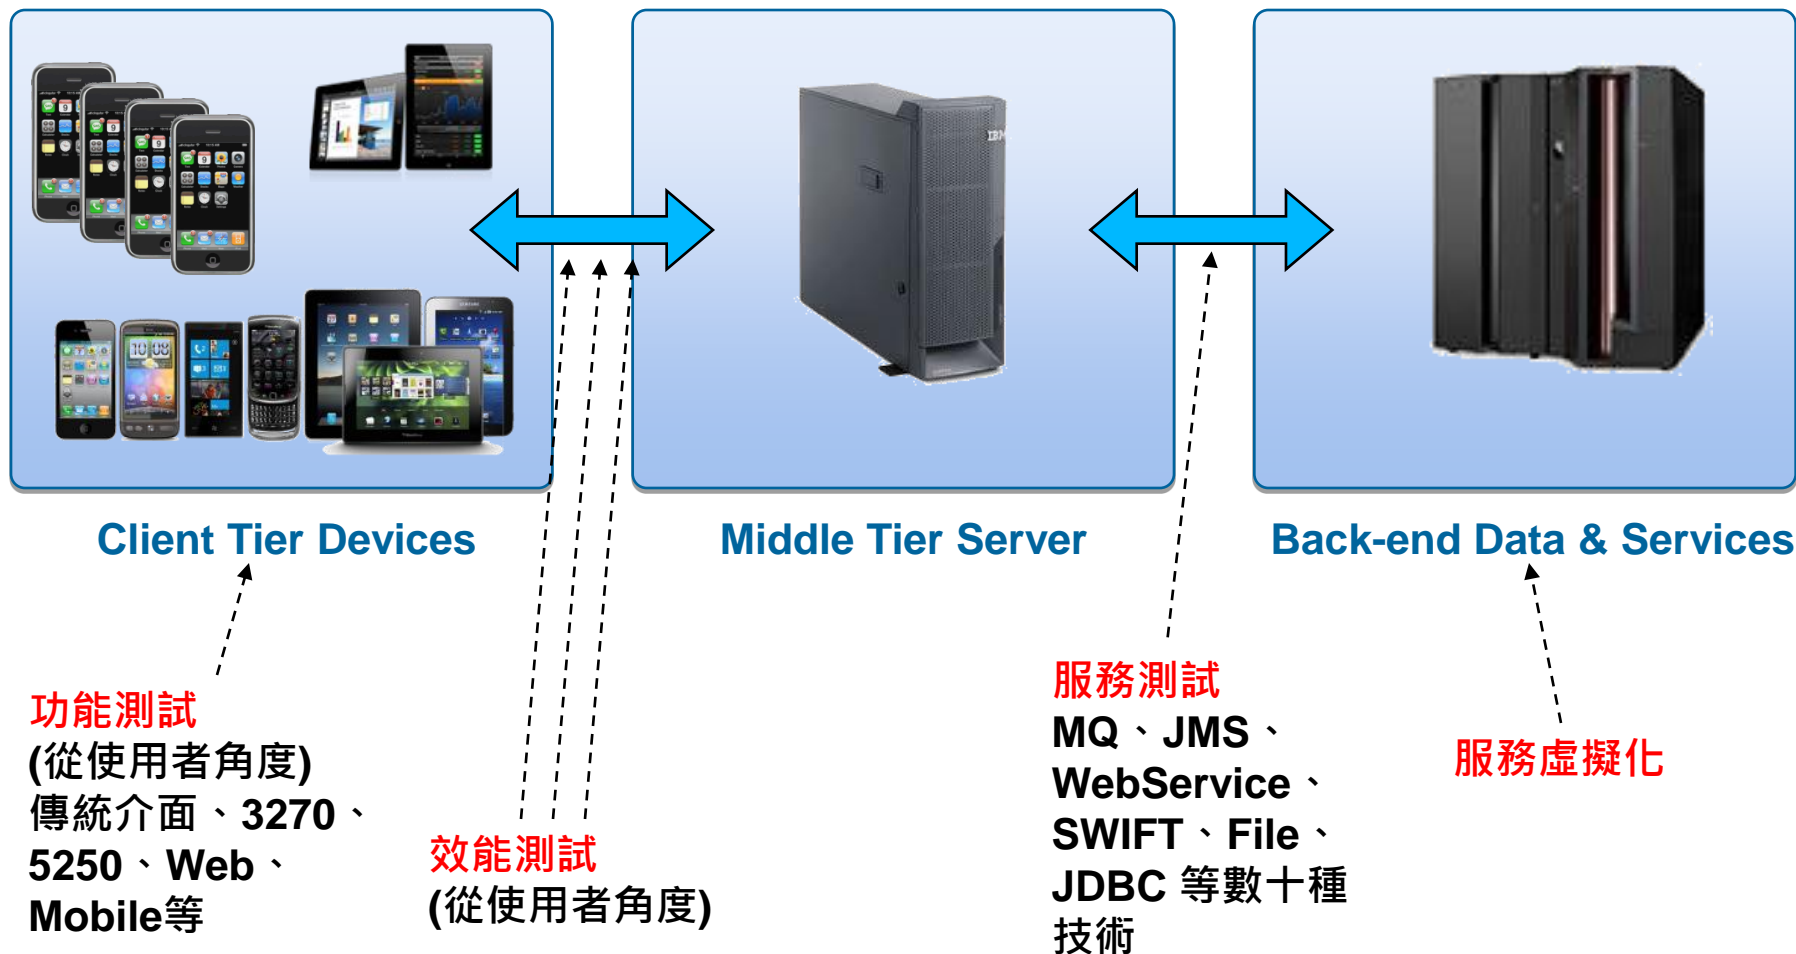 IBM
10:08
Client Tier Devices
Middle Tier Server
Back-end Data & Services
功能測試
(從使用者角度)
傳統介面、3270、
5250、Web、
Mobile等
效能測試
(從使用者角度)
服務測試
MQ、JMS、
WebService、
SWIFT、File、
JDBC 等數十種
技術
服務虛擬化